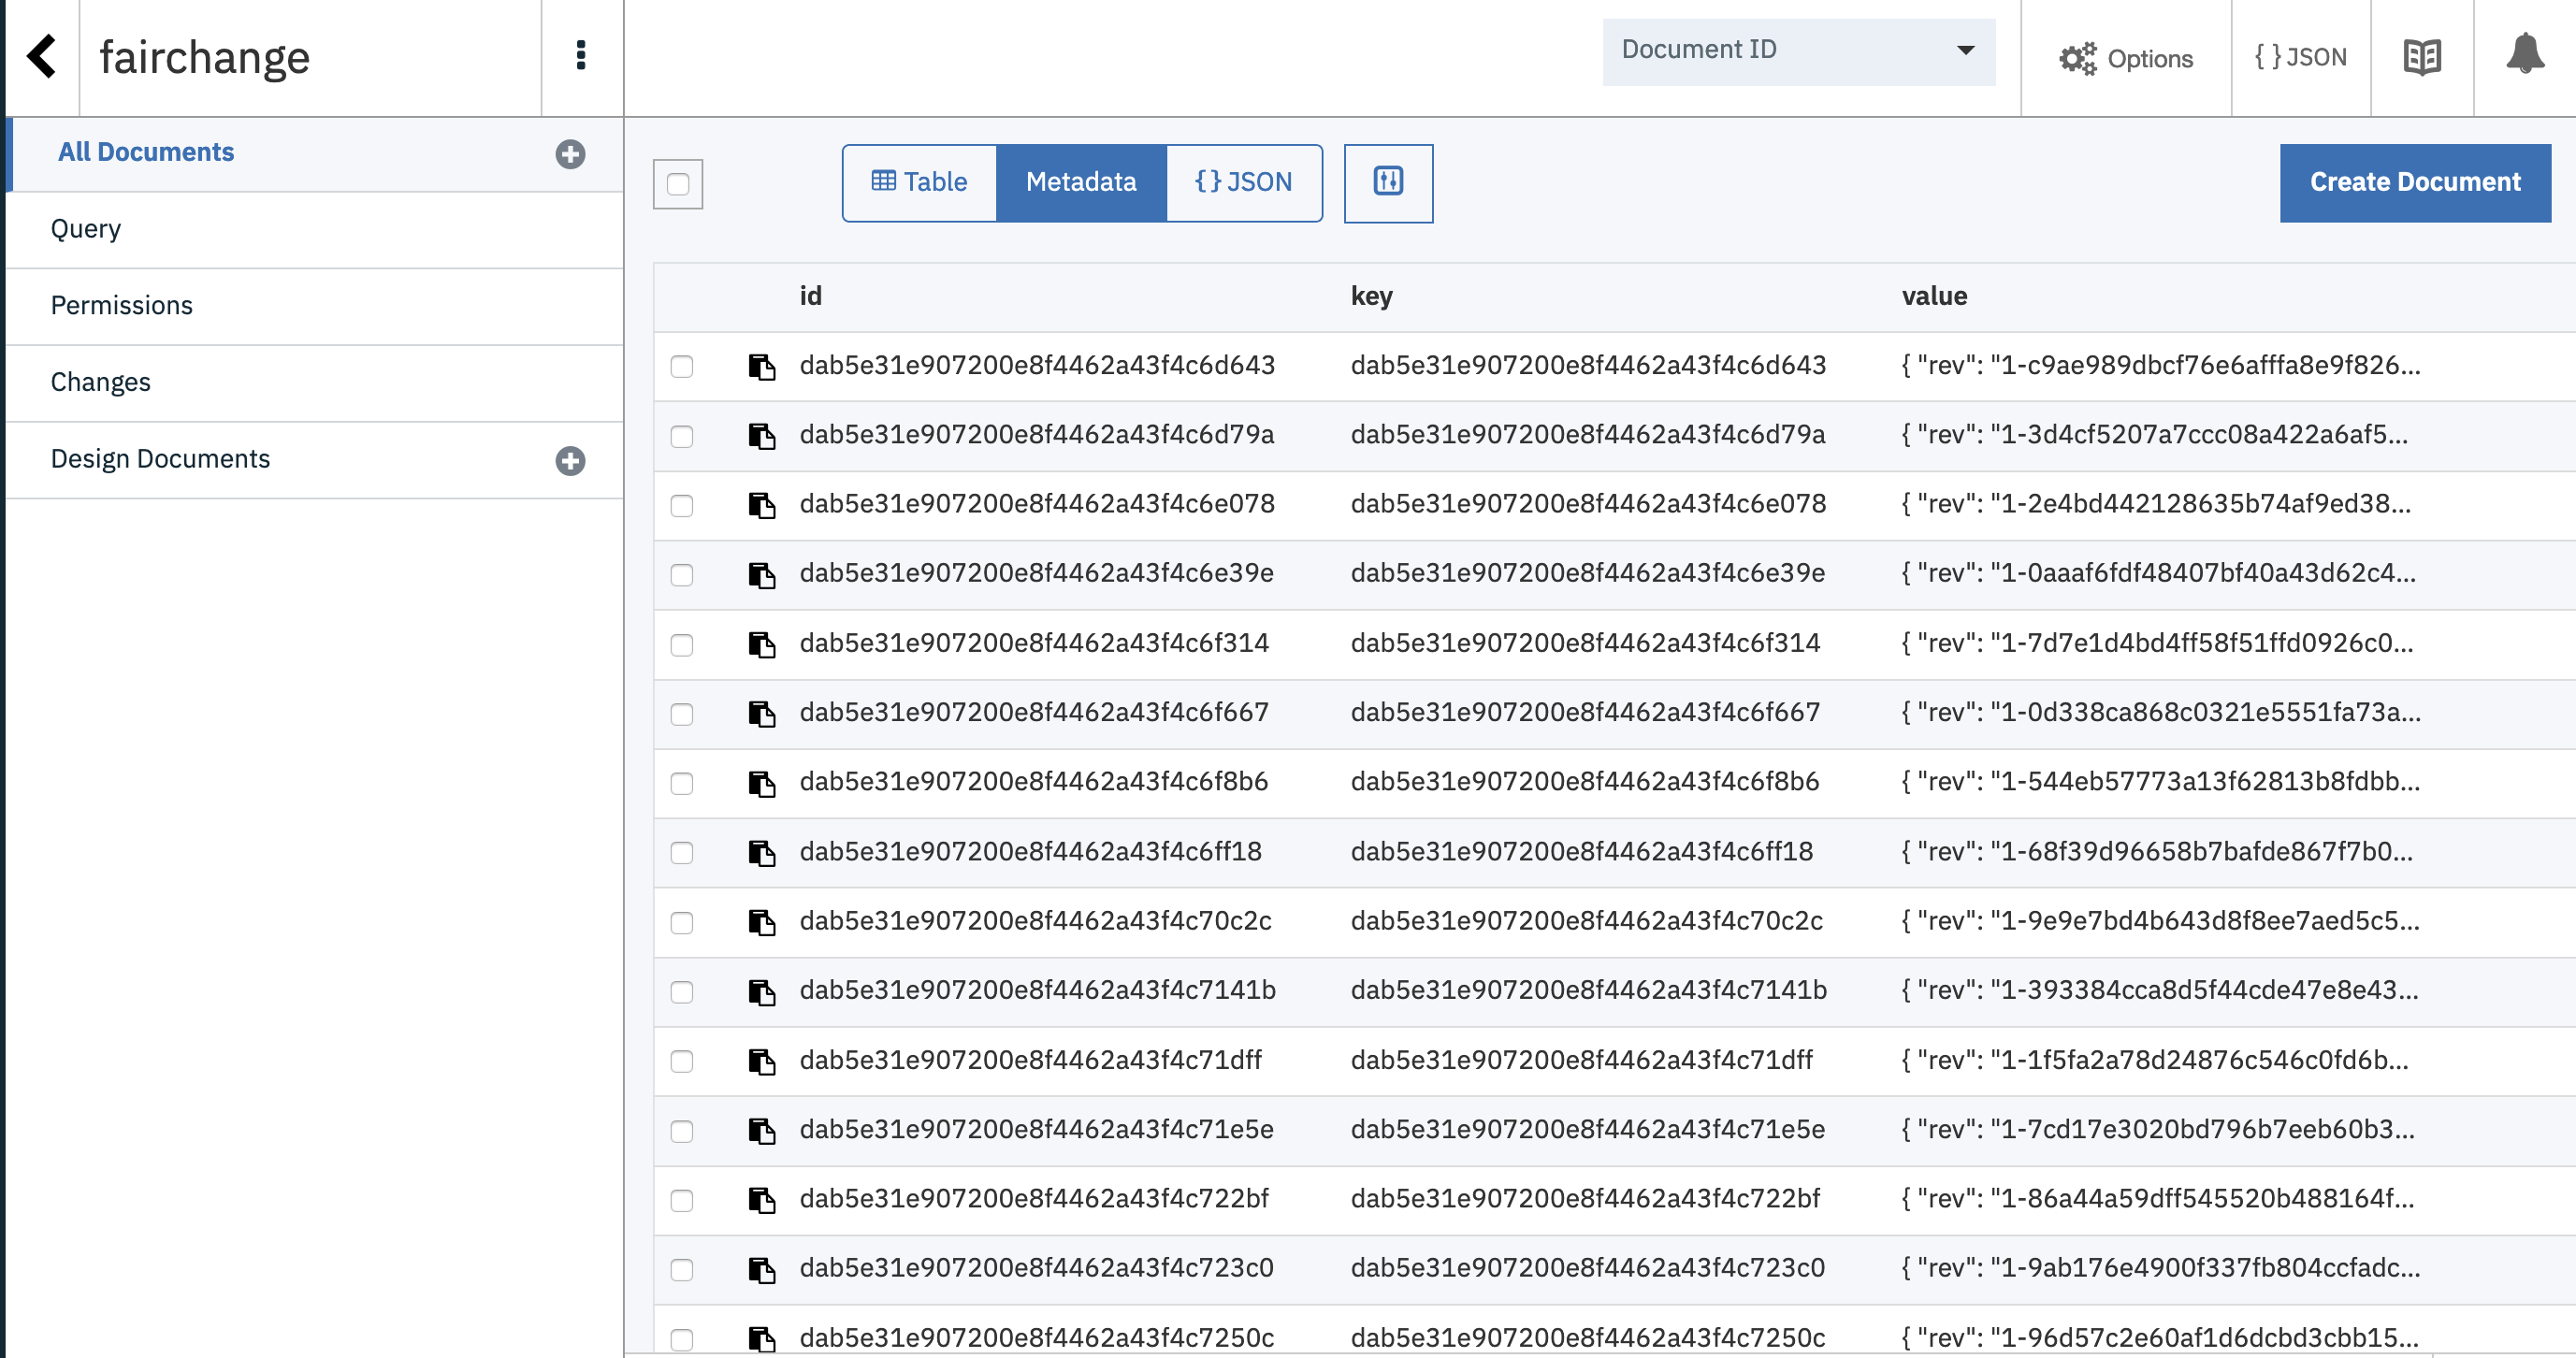 fairchange
Document ID
Options
{ } JSON
All Documents
Query
Permissions
Changes
Design Documents
Table
Metadata
{ } JSON
Create Document
id key value
dab5e31e907200e8f4462a43f4c6d643 dab5e31e907200e8f4462a43f4c6d643 { "rev": "1-c9ae989dbcf76e6afffa8e9f826...
dab5e31e907200e8f4462a43f4c6d79a dab5e31e907200e8f4462a43f4c6d79a { "rev": "1-3d4cf5207a7ccc08a422a6af5...
dab5e31e907200e8f4462a43f4c6e078 dab5e31e907200e8f4462a43f4c6e078 { "rev": "1-2e4bd442128635b74af9ed38...
dab5e31e907200e8f4462a43f4c6e39e dab5e31e907200e8f4462a43f4c6e39e { "rev": "1-0aaaf6fdf48407bf40a43d62c4...
dab5e31e907200e8f4462a43f4c6f314 dab5e31e907200e8f4462a43f4c6f314 { "rev": "1-7d7e1d4bd4ff58f51ffd0926c0...
dab5e31e907200e8f4462a43f4c6f667 dab5e31e907200e8f4462a43f4c6f667 { "rev": "1-0d338ca868c0321e5551fa73a...
dab5e31e907200e8f4462a43f4c6f8b6 dab5e31e907200e8f4462a43f4c6f8b6 { "rev": "1-544eb57773a13f62813b8fdbb...
dab5e31e907200e8f4462a43f4c6ff18 dab5e31e907200e8f4462a43f4c6ff18 { "rev": "1-68f39d96658b7bafde867f7b0...
dab5e31e907200e8f4462a43f4c70c2c dab5e31e907200e8f4462a43f4c70c2c { "rev": "1-9e9e7bd4b643d8f8ee7aed5c5...
dab5e31e907200e8f4462a43f4c7141b dab5e31e907200e8f4462a43f4c7141b { "rev": "1-393384cca8d5f44cde47e8e43...
dab5e31e907200e8f4462a43f4c71dff dab5e31e907200e8f4462a43f4c71dff { "rev": "1-1f5fa2a78d24876c546c0fd6b...
dab5e31e907200e8f4462a43f4c71e5e dab5e31e907200e8f4462a43f4c71e5e { "rev": "1-7cd17e3020bd796b7eeb60b3...
dab5e31e907200e8f4462a43f4c722bf dab5e31e907200e8f4462a43f4c722bf { "rev": "1-86a44a59dff545520b488164f...
dab5e31e907200e8f4462a43f4c723c0 dab5e31e907200e8f4462a43f4c723c0 { "rev": "1-9ab176e4900f337fb804ccfadc...
dab5e31e907200e8f4462a43f4c7250c dab5e31e907200e8f4462a43f4c7250c { "rev": "1-96d57c2e60af1d6dcbd3cbb15...